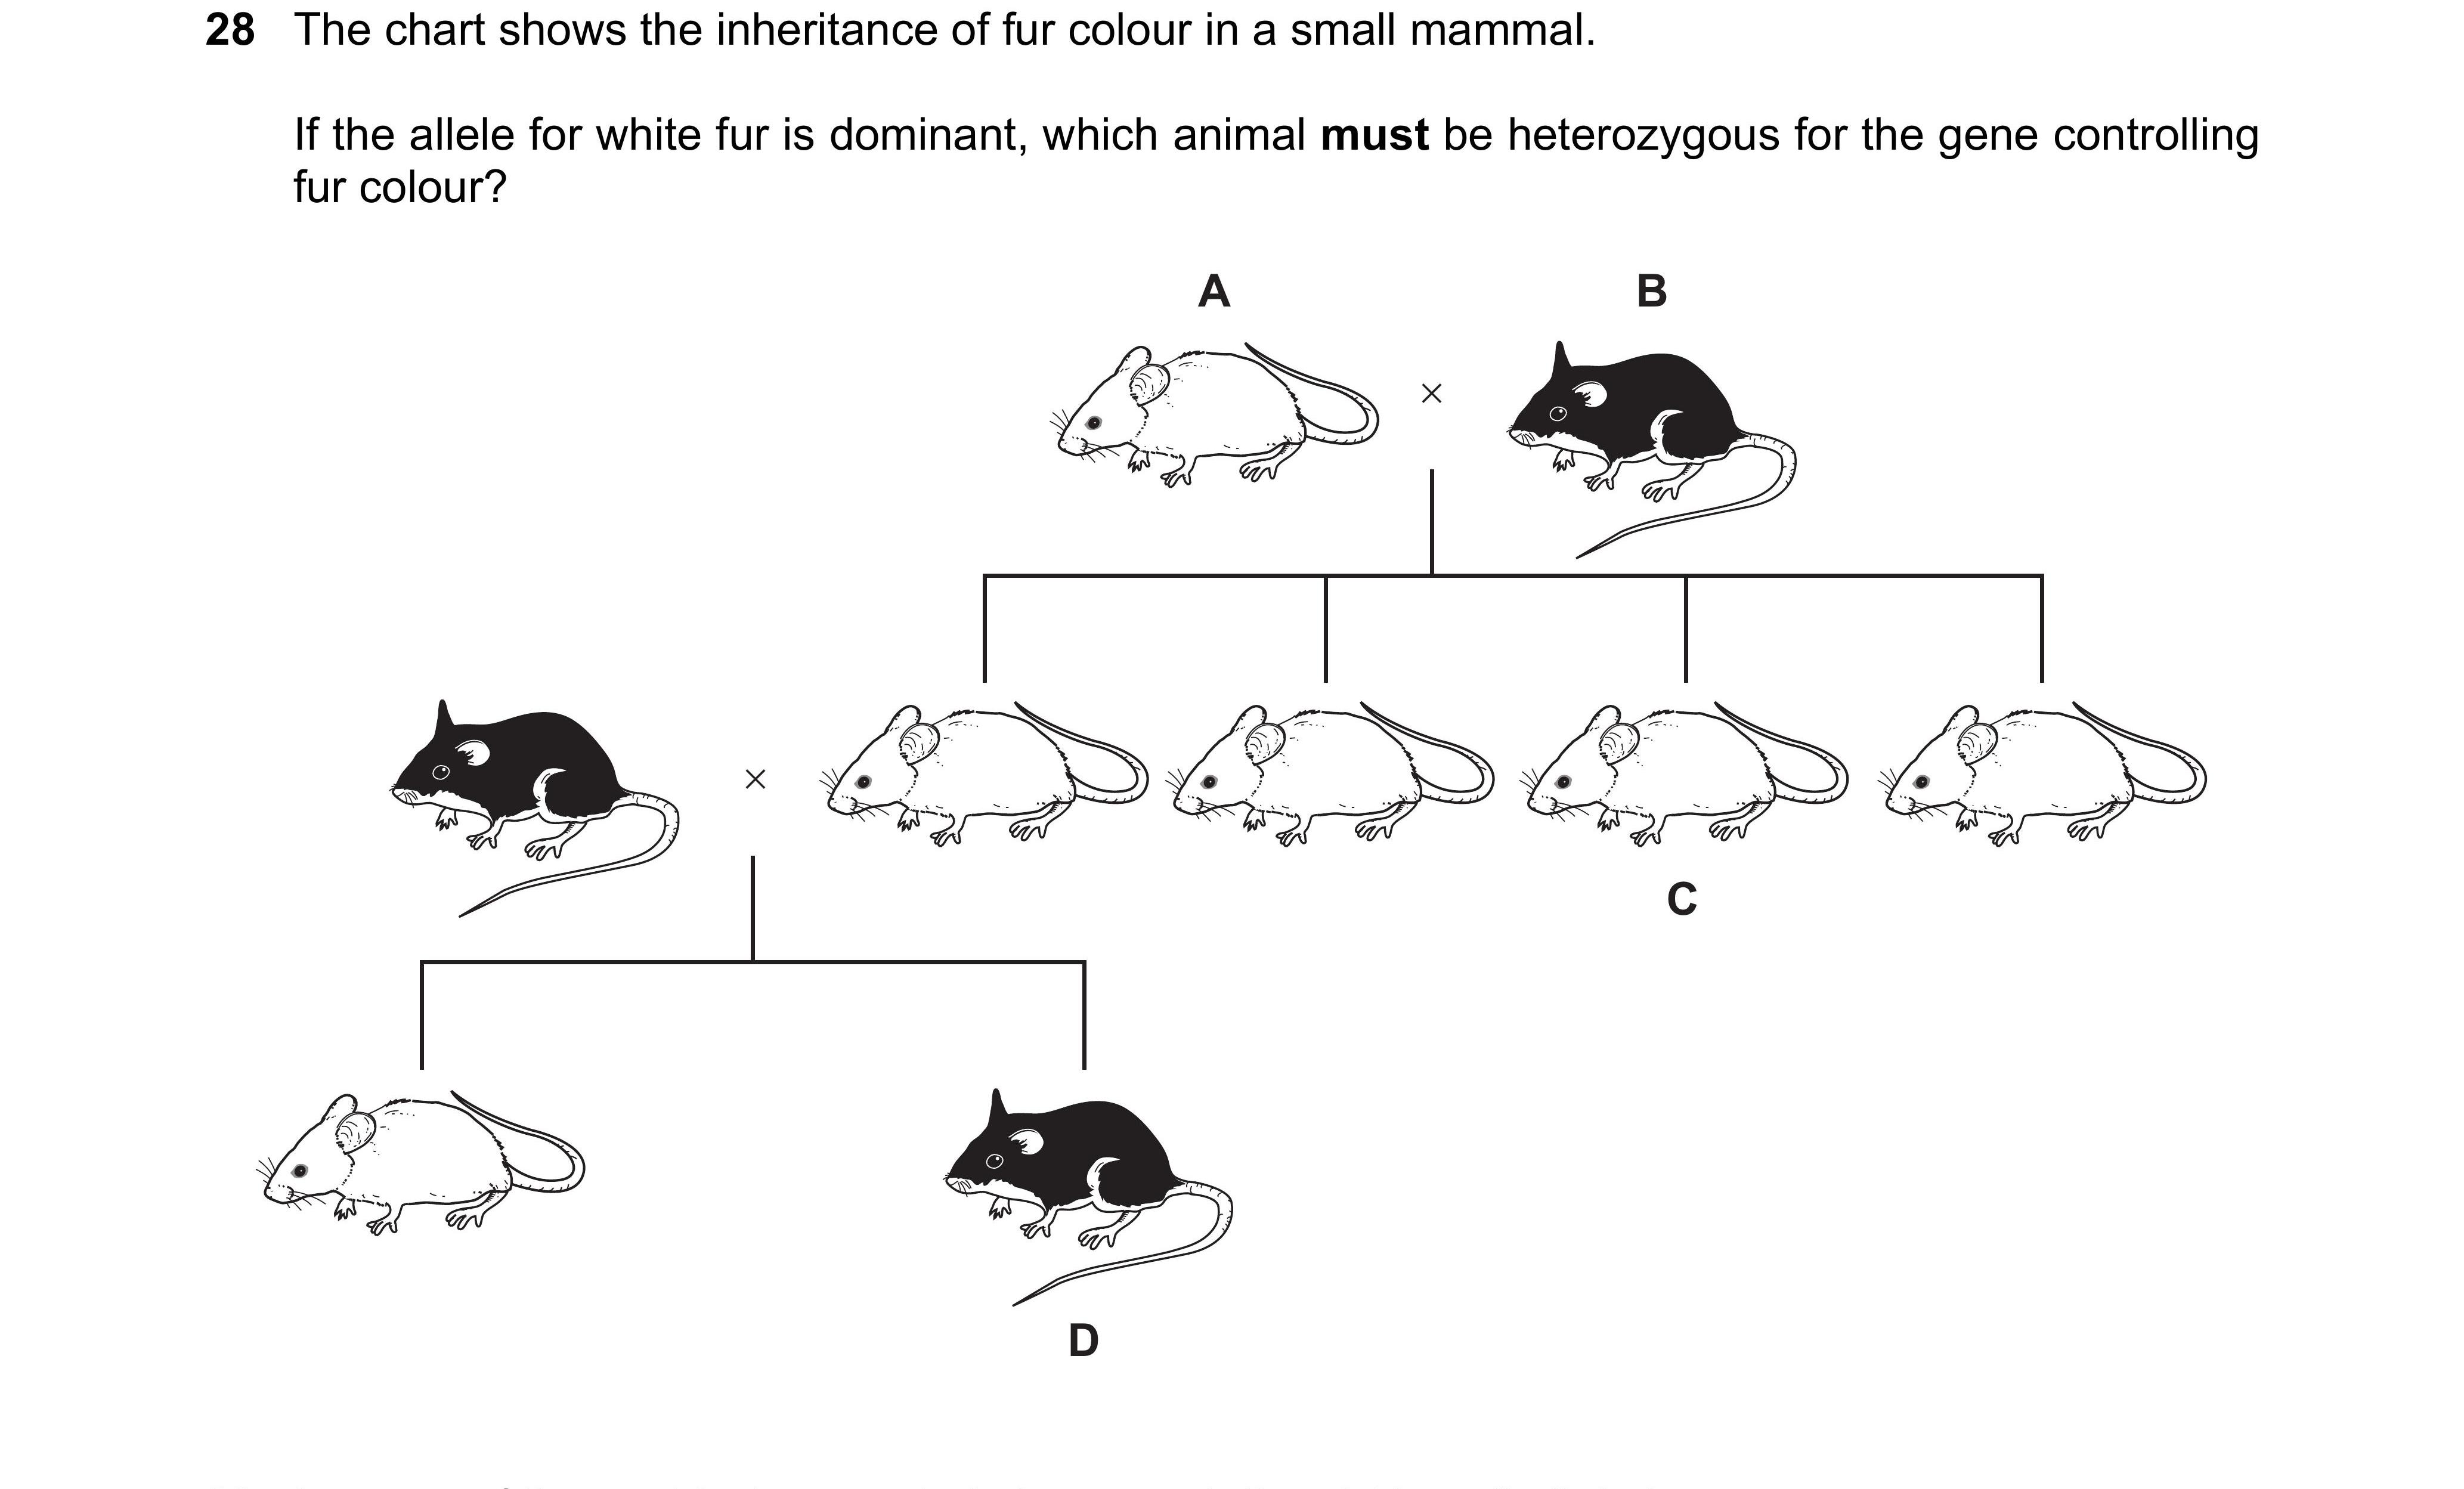 28 The chart shows the inheritance of fur colour in a small mammal.
If the allele for white fur is dominant, which animal must be heterozygous for the gene controlling
fur colour?
A B
×
×
C
D